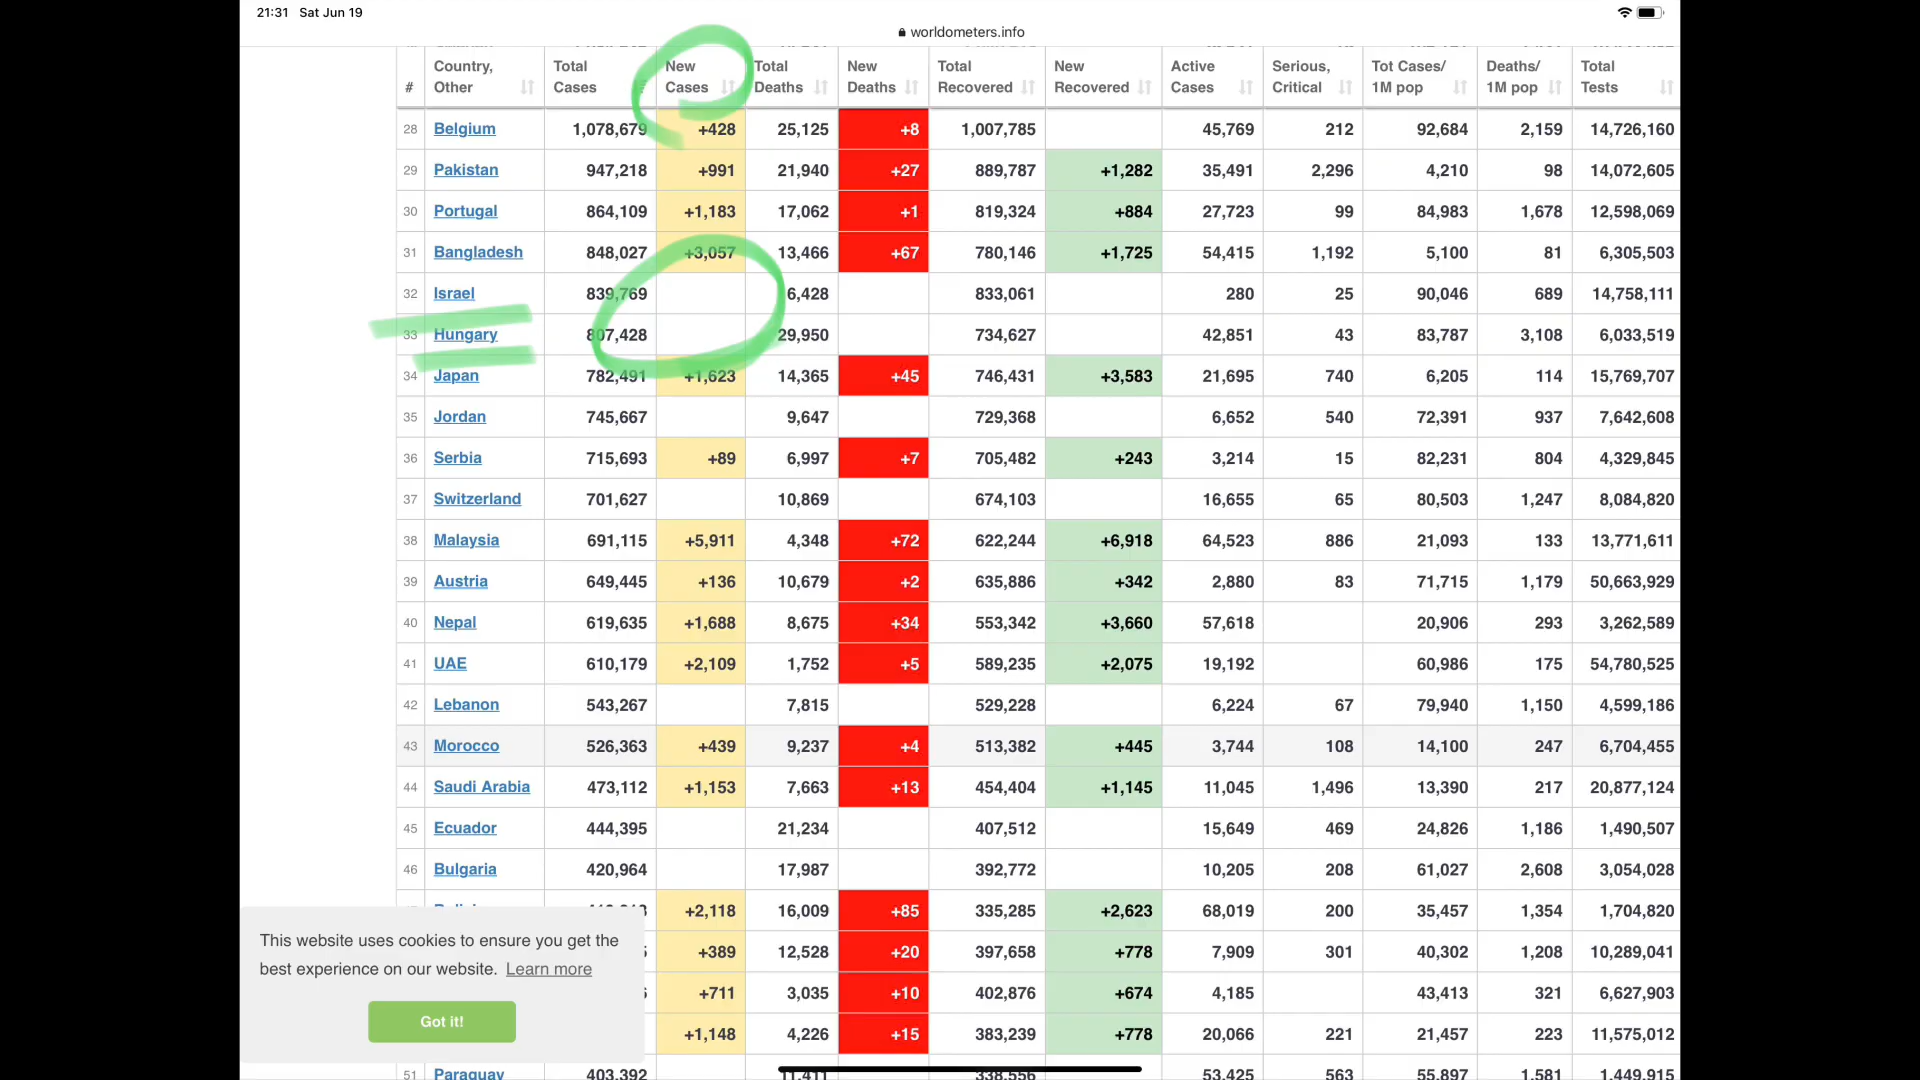 21:31 Sat Jun 19
worldometers.info
# Country, Other Total Cases New Cases Total Deaths New Deaths Total Recovered New Recovered Active Cases Serious, Critical Tot Cases/ 1M pop Deaths/ 1M pop Total Tests
28 Belgium 1,078,679 +428 25,125 +8 1,007,785 45,769 212 92,684 2,159 14,726,160
29 Pakistan 947,218 +991 21,940 +27 889,787 +1,282 35,491 2,296 4,210 98 14,072,605
30 Portugal 864,109 +1,183 17,062 +1 819,324 +884 27,723 99 84,983 1,678 12,598,069
31 Bangladesh 848,027 +3,057 13,466 +67 780,146 +1,725 54,415 1,192 5,100 81 6,305,503
32 Israel 839,769 6,428 833,061 280 25 90,046 689 14,758,111
33 Hungary 807,428 29,950 734,627 42,851 43 83,787 3,108 6,033,519
34 Japan 782,491 +1,623 14,365 +45 746,431 +3,583 21,695 740 6,205 114 15,769,707
35 Jordan 745,667 9,647 729,368 6,652 540 72,391 937 7,642,608
36 Serbia 715,693 +89 6,997 +7 705,482 +243 3,214 15 82,231 804 4,329,845
37 Switzerland 701,627 10,869 674,103 16,655 65 80,503 1,247 8,084,820
38 Malaysia 691,115 +5,911 4,348 +72 622,244 +6,918 64,523 886 21,093 133 13,771,611
39 Austria 649,445 +136 10,679 +2 635,886 +342 2,880 83 71,715 1,179 50,663,929
40 Nepal 619,635 +1,688 8,675 +34 553,342 +3,660 57,618 20,906 293 3,262,589
41 UAE 610,179 +2,109 1,752 +5 589,235 +2,075 19,192 60,986 175 54,780,525
42 Lebanon 543,267 7,815 529,228 6,224 67 79,940 1,150 4,599,186
43 Morocco 526,363 +439 9,237 +4 513,382 +445 3,744 108 14,100 247 6,704,455
44 Saudi Arabia 473,112 +1,153 7,663 +13 454,404 +1,145 11,045 1,496 13,390 217 20,877,124
45 Ecuador 444,395 21,234 407,512 15,649 469 24,826 1,186 1,490,507
46 Bulgaria 420,964 17,987 392,772 10,205 208 61,027 2,608 3,054,028
+2,118 16,009 +85 335,285 +2,623 68,019 200 35,457 1,354 1,704,820
+389 12,528 +20 397,658 +778 7,909 301 40,302 1,208 10,289,041
+711 3,035 +10 402,876 +674 4,185 43,413 321 6,627,903
+1,148 4,226 +15 383,239 +778 20,066 221 21,457 223 11,575,012
51 Paraguay 403,392 11,411 338,556 53,425 563 55,897 1,581 1,449,915
This website uses cookies to ensure you get the
best experience on our website. Learn more
Got it!